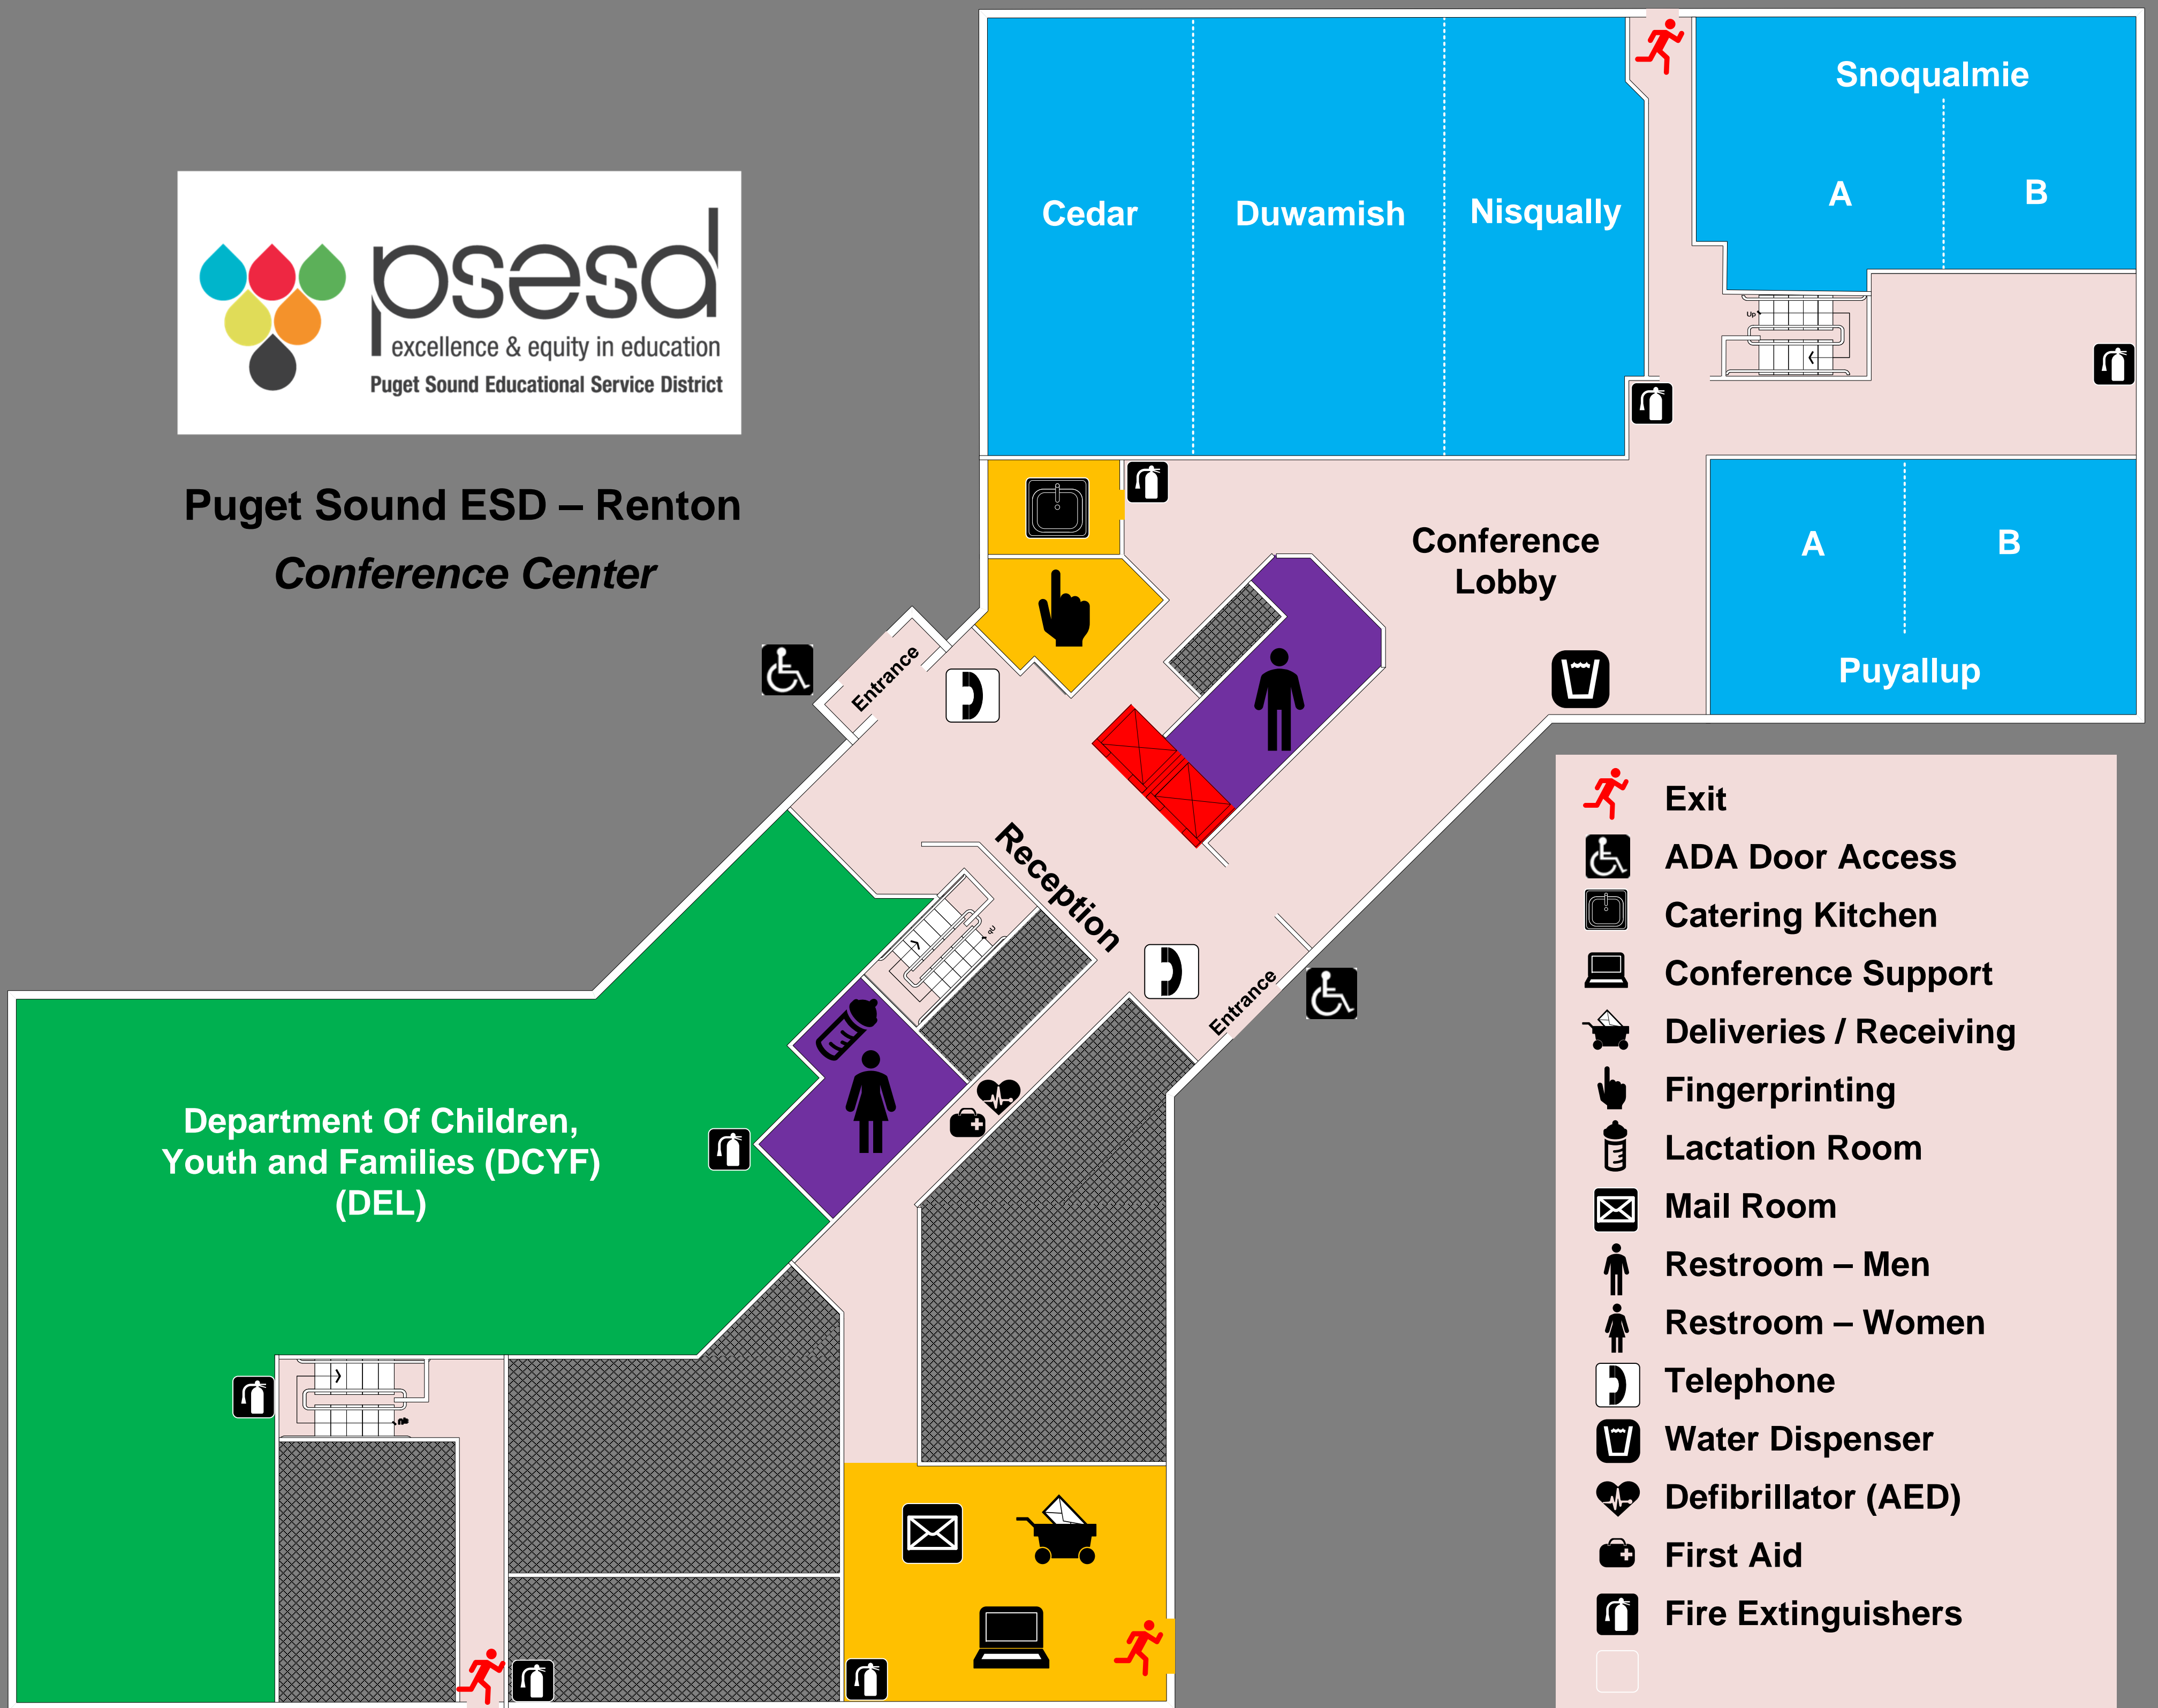 psesd
excellence & equity in education
Puget Sound Educational Service District
Puget Sound ESD – Renton
Conference Center
Cedar
Duwamish
Nisqually
Snoqualmie
A
B
Up
Conference
Lobby
A
B
Puyallup
Entrance
Reception
Up
Entrance
Department Of Children,
Youth and Families (DCYF)
(DEL)
Up
Exit
ADA Door Access
Catering Kitchen
Conference Support
Deliveries / Receiving
Fingerprinting
Lactation Room
Mail Room
Restroom – Men
Restroom – Women
Telephone
Water Dispenser
Defibrillator (AED)
First Aid
Fire Extinguishers